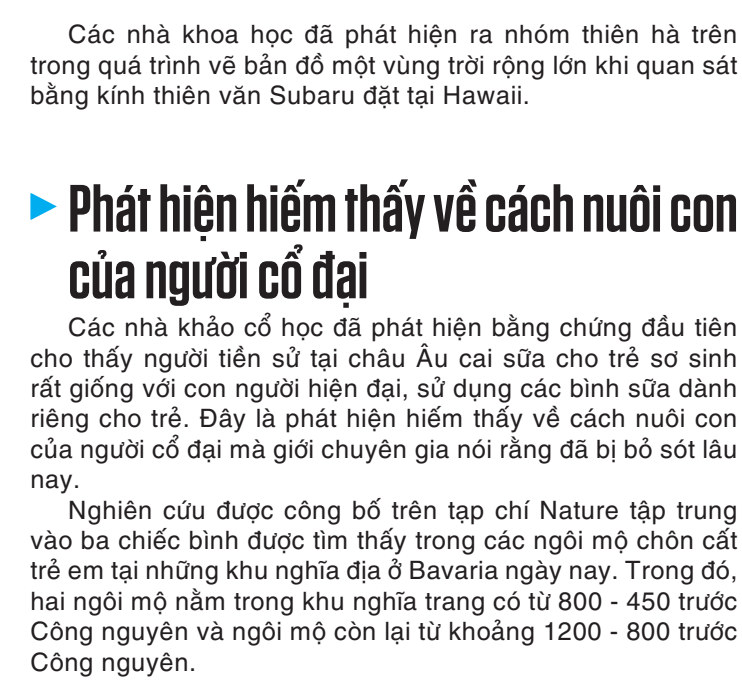 Các nhà khoa học đã phát hiện ra nhóm thiên hà trên
trong quá trình vẽ bản đồ một vùng trời rộng lớn khi quan sát
bằng kính thiên văn Subaru đặt tại Hawaii.
Phát hiện hiếm thấy về cách nuôi con
của người cổ đại
Các nhà khảo cổ học đã phát hiện bằng chứng đầu tiên
cho thấy người tiền sử tại châu Âu cai sữa cho trẻ sơ sinh
rất giống với con người hiện đại, sử dụng các bình sữa dành
riêng cho trẻ. Đây là phát hiện hiếm thấy về cách nuôi con
của người cổ đại mà giới chuyên gia nói rằng đã bị bỏ sót lâu
nay.
Nghiên cứu được công bố trên tạp chí Nature tập trung
vào ba chiếc bình được tìm thấy trong các ngôi mộ chôn cất
trẻ em tại những khu nghĩa địa ở Bavaria ngày nay. Trong đó,
hai ngôi mộ nằm trong khu nghĩa trang có từ 800 - 450 trước
Công nguyên và ngôi mộ còn lại từ khoảng 1200 - 800 trước
Công nguyên.